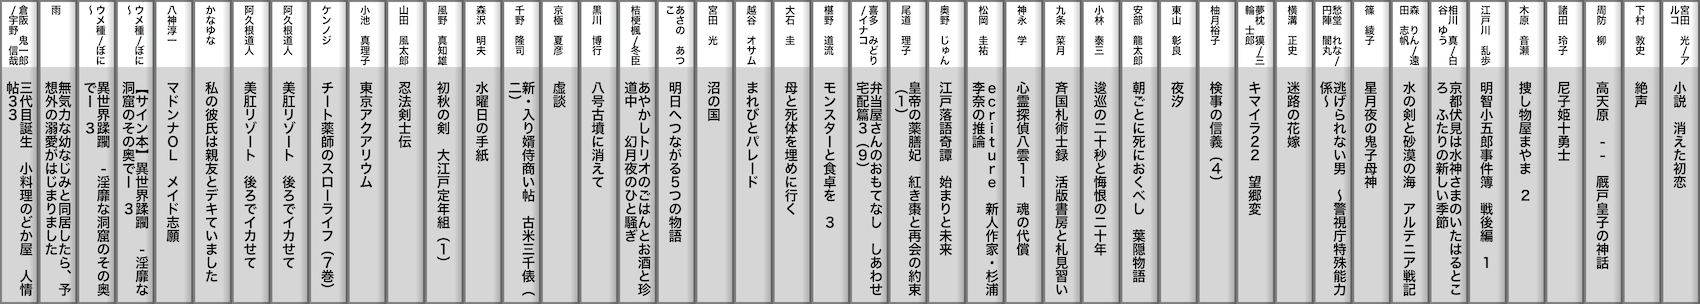 宮田 光/ア
ルコ
小説 消えた初恋
下村 敦史
絶声
周防 柳
高天原 -- 厩戸皇子の神話
諸田 玲子
尼子姫十勇士
木原 音瀬
捜し物屋まやま 2
江戸川 乱歩
明智小五郎事件簿 戦後編 1
相川 真/白
谷 ゆう
京都伏見は水神さまのいたはるとこ
ろ ふたりの新しい季節
森 りん/遠
田 志帆
水の剣と砂漠の海 アルテニア戦記
篠 綾子
星月夜の鬼子母神
愁堂 れな/
円陣 闇丸
逃げられない男 ~警視庁特殊能力
係~
横溝 正史
迷路の花嫁
夢枕 獏/三
輪 士郎
キマイラ22 望郷変
柚月裕子
検事の信義(4)
東山 彰良
夜汐
安部 龍太郎
朝ごとに死におくべし 葉隠物語
小林 泰三
逡巡の二十秒と悔恨の二十年
九条 菜月
斉国札術士録 活版書房と札見習い
神永 学
心霊探偵八雲11 魂の代償
松岡 圭祐
ecriture 新人作家・杉浦
李奈の推論
奥野 じゅん
江戸落語奇譚 始まりと未来
尾道 理子
皇帝の薬膳妃 紅き棗と再会の約束
(1)
喜多 みどり
/イナコ
弁当屋さんのおもてなし しあわせ
宅配篇3(9)
椹野 道流
モンスターと食卓を 3
大石 圭
母と死体を埋めに行く
越谷 オサム
まれびとパレード
宮田 光
沼の国
あさの あつ
こ
明日へつながる5つの物語
桔梗楓/冬臣
あやかしトリオのごはんとお酒と珍
道中 幻月夜のひと騒ぎ
黒川 博行
八号古墳に消えて
京極 夏彦
虚談
千野 隆司
新・入り婿侍商い帖 古米三千俵(
二)
森沢 明夫
水曜日の手紙
風野 真知雄
初秋の剣 大江戸定年組(1)
山田 風太郎
忍法剣士伝
小池 真理子
東京アクアリウム
ケンノジ
チート薬師のスローライフ(7巻)
阿久根道人
美肛リゾート 後ろでイカせて
阿久根道人
美肛リゾート 後ろでイカせて
かなゆな
私の彼氏は親友とデキていました
八神淳一
マドンナOL メイド志願
ウメ種/ぼに
~
【サイン本】異世界蹂躙 -淫靡な
洞窟のその奥でー 3
ウメ種/ぼに
~
異世界蹂躙 -淫靡な洞窟のその奥
でー 3
雨
無気力な幼なじみと同居したら、予
想外の溺愛がはじまりました
倉阪 鬼一郎
/宇野 信哉
三代目誕生 小料理のどか屋 人情
帖33